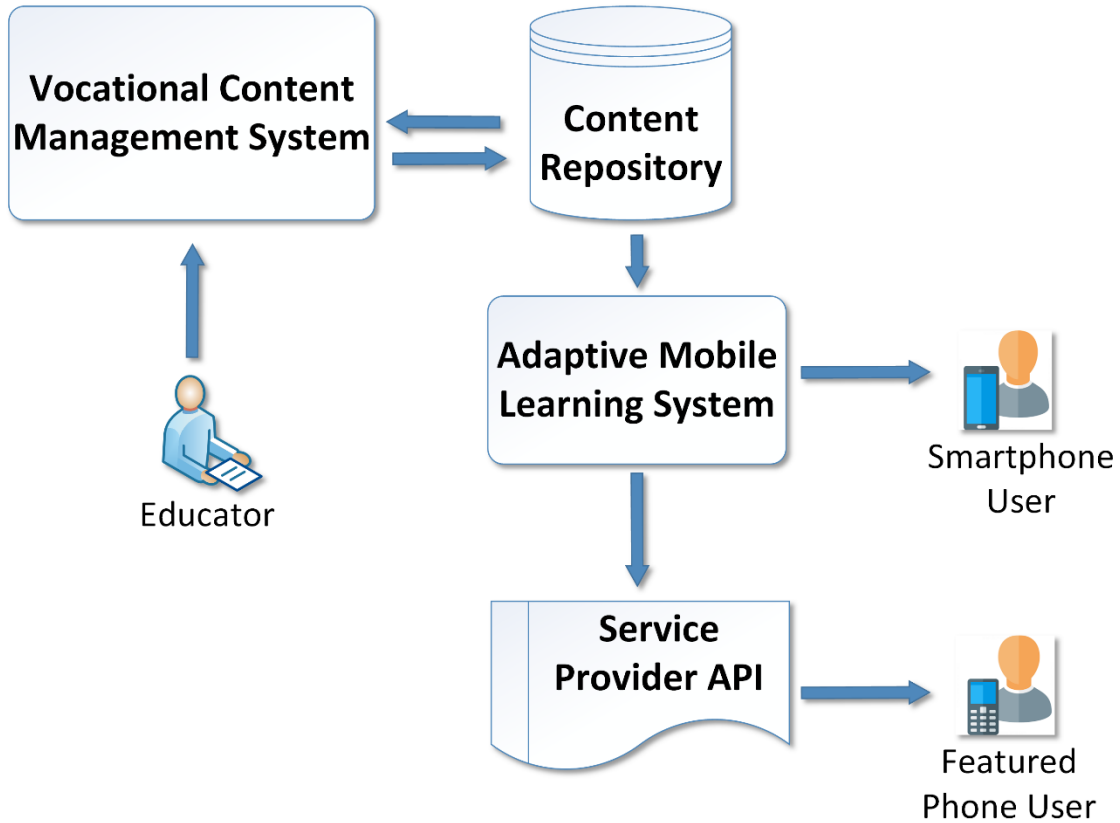 Vocational Content
Management System
Content
Repository
Adaptive Mobile
Learning System
Smartphone
User
Educator
Service
Provider API
Featured
Phone User